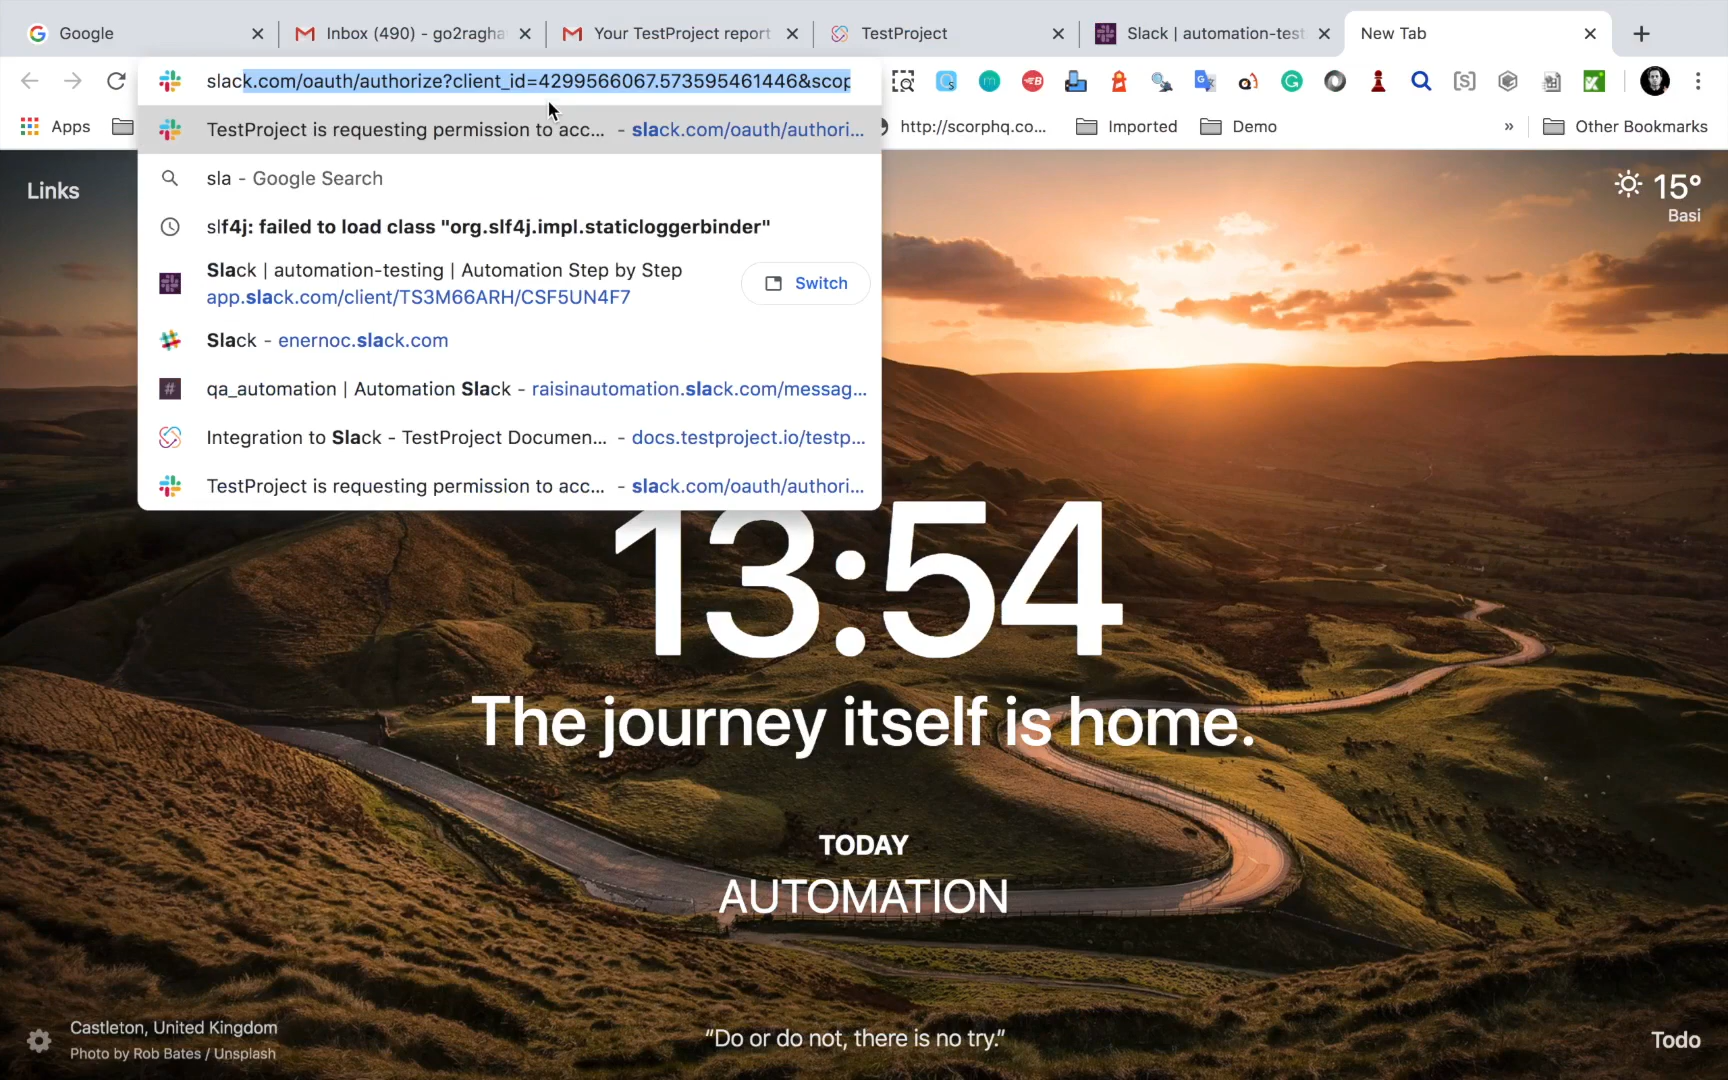 Google
Inbox (490) - go2ragha
Your TestProject report
TestProject
Slack | automation-test
New Tab
slack.com/oauth/authorize?client_id=4299566067.573595461446&scop
Apps
http://scorphq.co...
Imported
Demo
»
Other Bookmarks
TestProject is requesting permission to acc... - slack.com/oauth/authori...
sla - Google Search
slf4j: failed to load class "org.slf4j.impl.staticloggerbinder"
Slack | automation-testing | Automation Step by Step
app.slack.com/client/TS3M66ARH/CSF5UN4F7
Switch
Slack - enernoc.slack.com
qa_automation | Automation Slack - raisinautomation.slack.com/messag...
Integration to Slack - TestProject Documen... - docs.testproject.io/testp...
TestProject is requesting permission to acc... - slack.com/oauth/authori...
Links
15°
Basi
13:54
The journey itself is home.
TODAY
AUTOMATION
Castleton, United Kingdom
Photo by Rob Bates / Unsplash
“Do or do not, there is no try.”
Todo